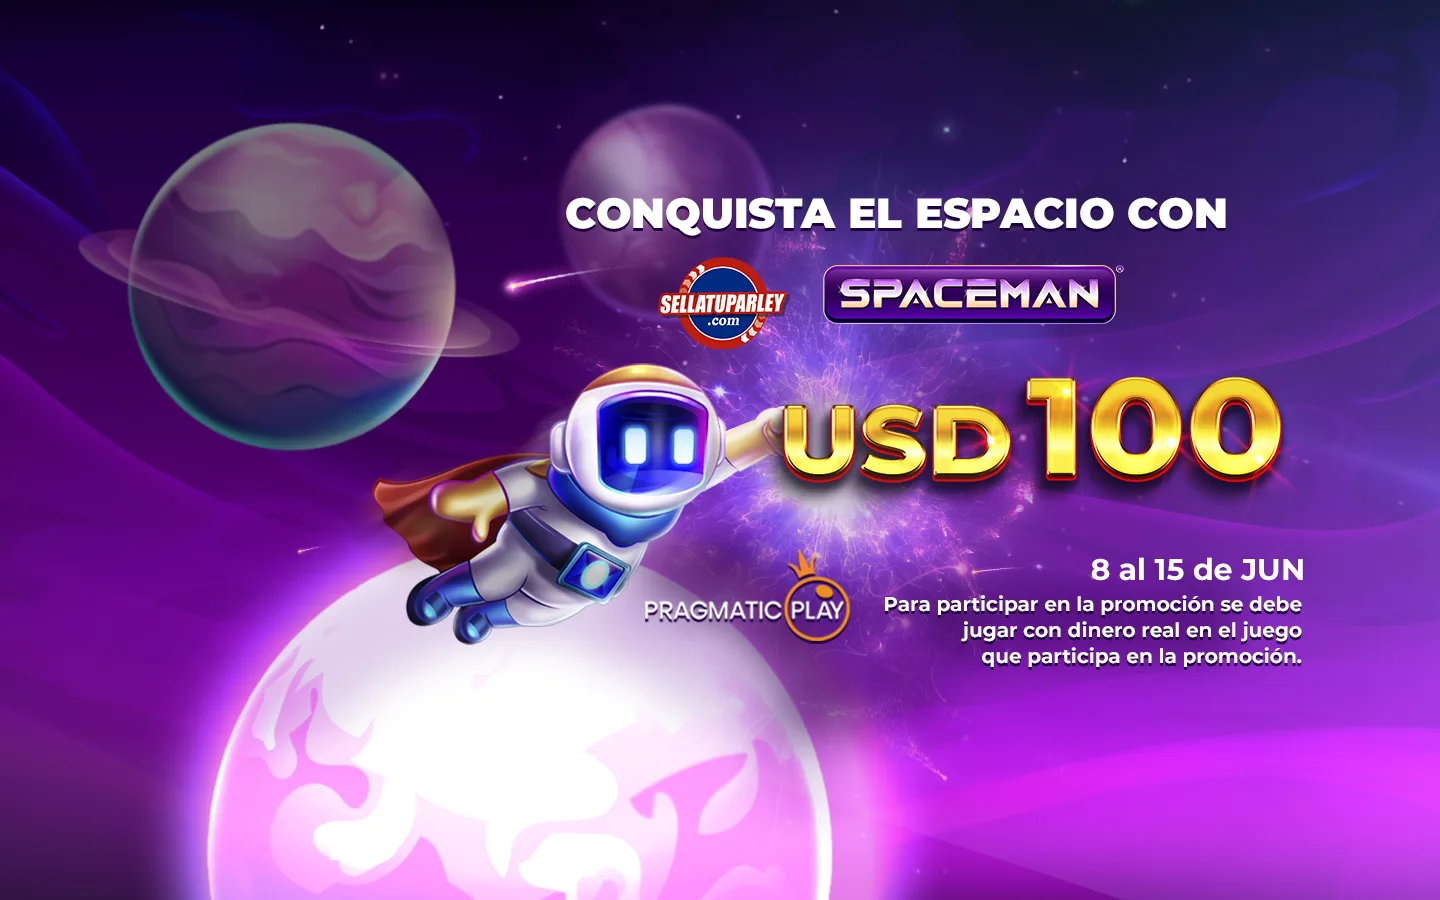 CONQUISTA EL ESPACIO CON
SELLATUPARLEY
.com
SPACEMAN®
USD 100
8 al 15 de JUN
PRAGMATIC PLAY
Para participar en la promoción se debe
jugar con dinero real en el juego
que participa en la promoción.